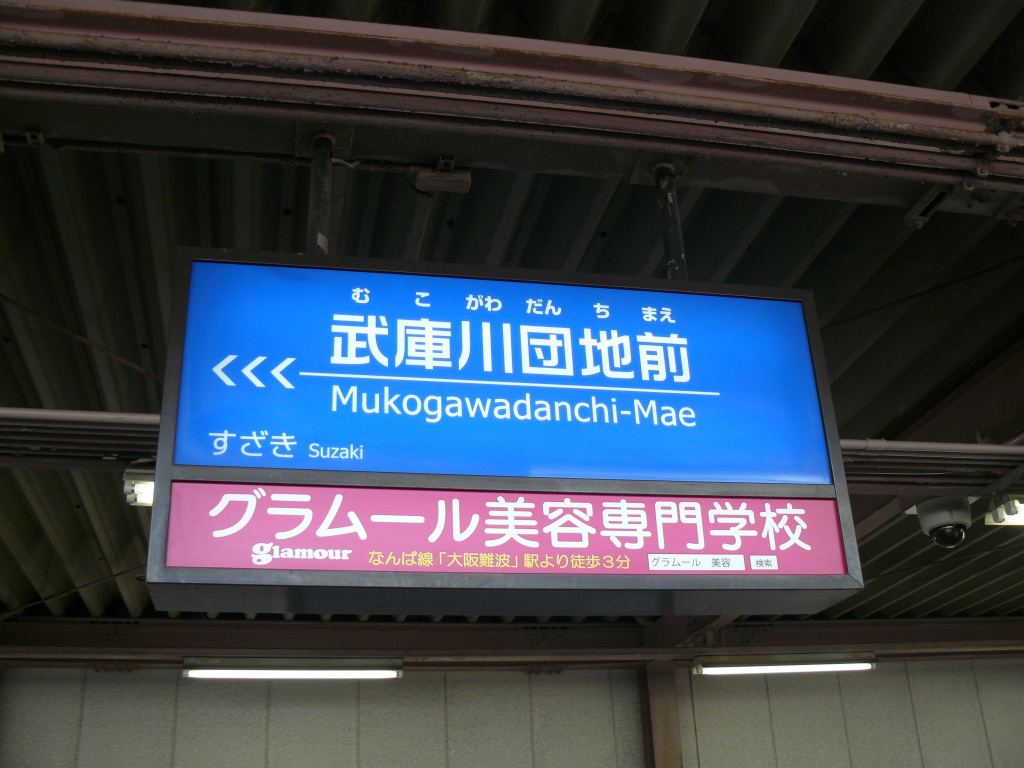 む こ がわ だん ち まえ
武庫川団地前
Mukogawadanchi-Mae
すざき Suzaki
グラムール美容専門学校
glamour なんば線「大阪難波」駅より徒歩3分 グラムール 美容 検索